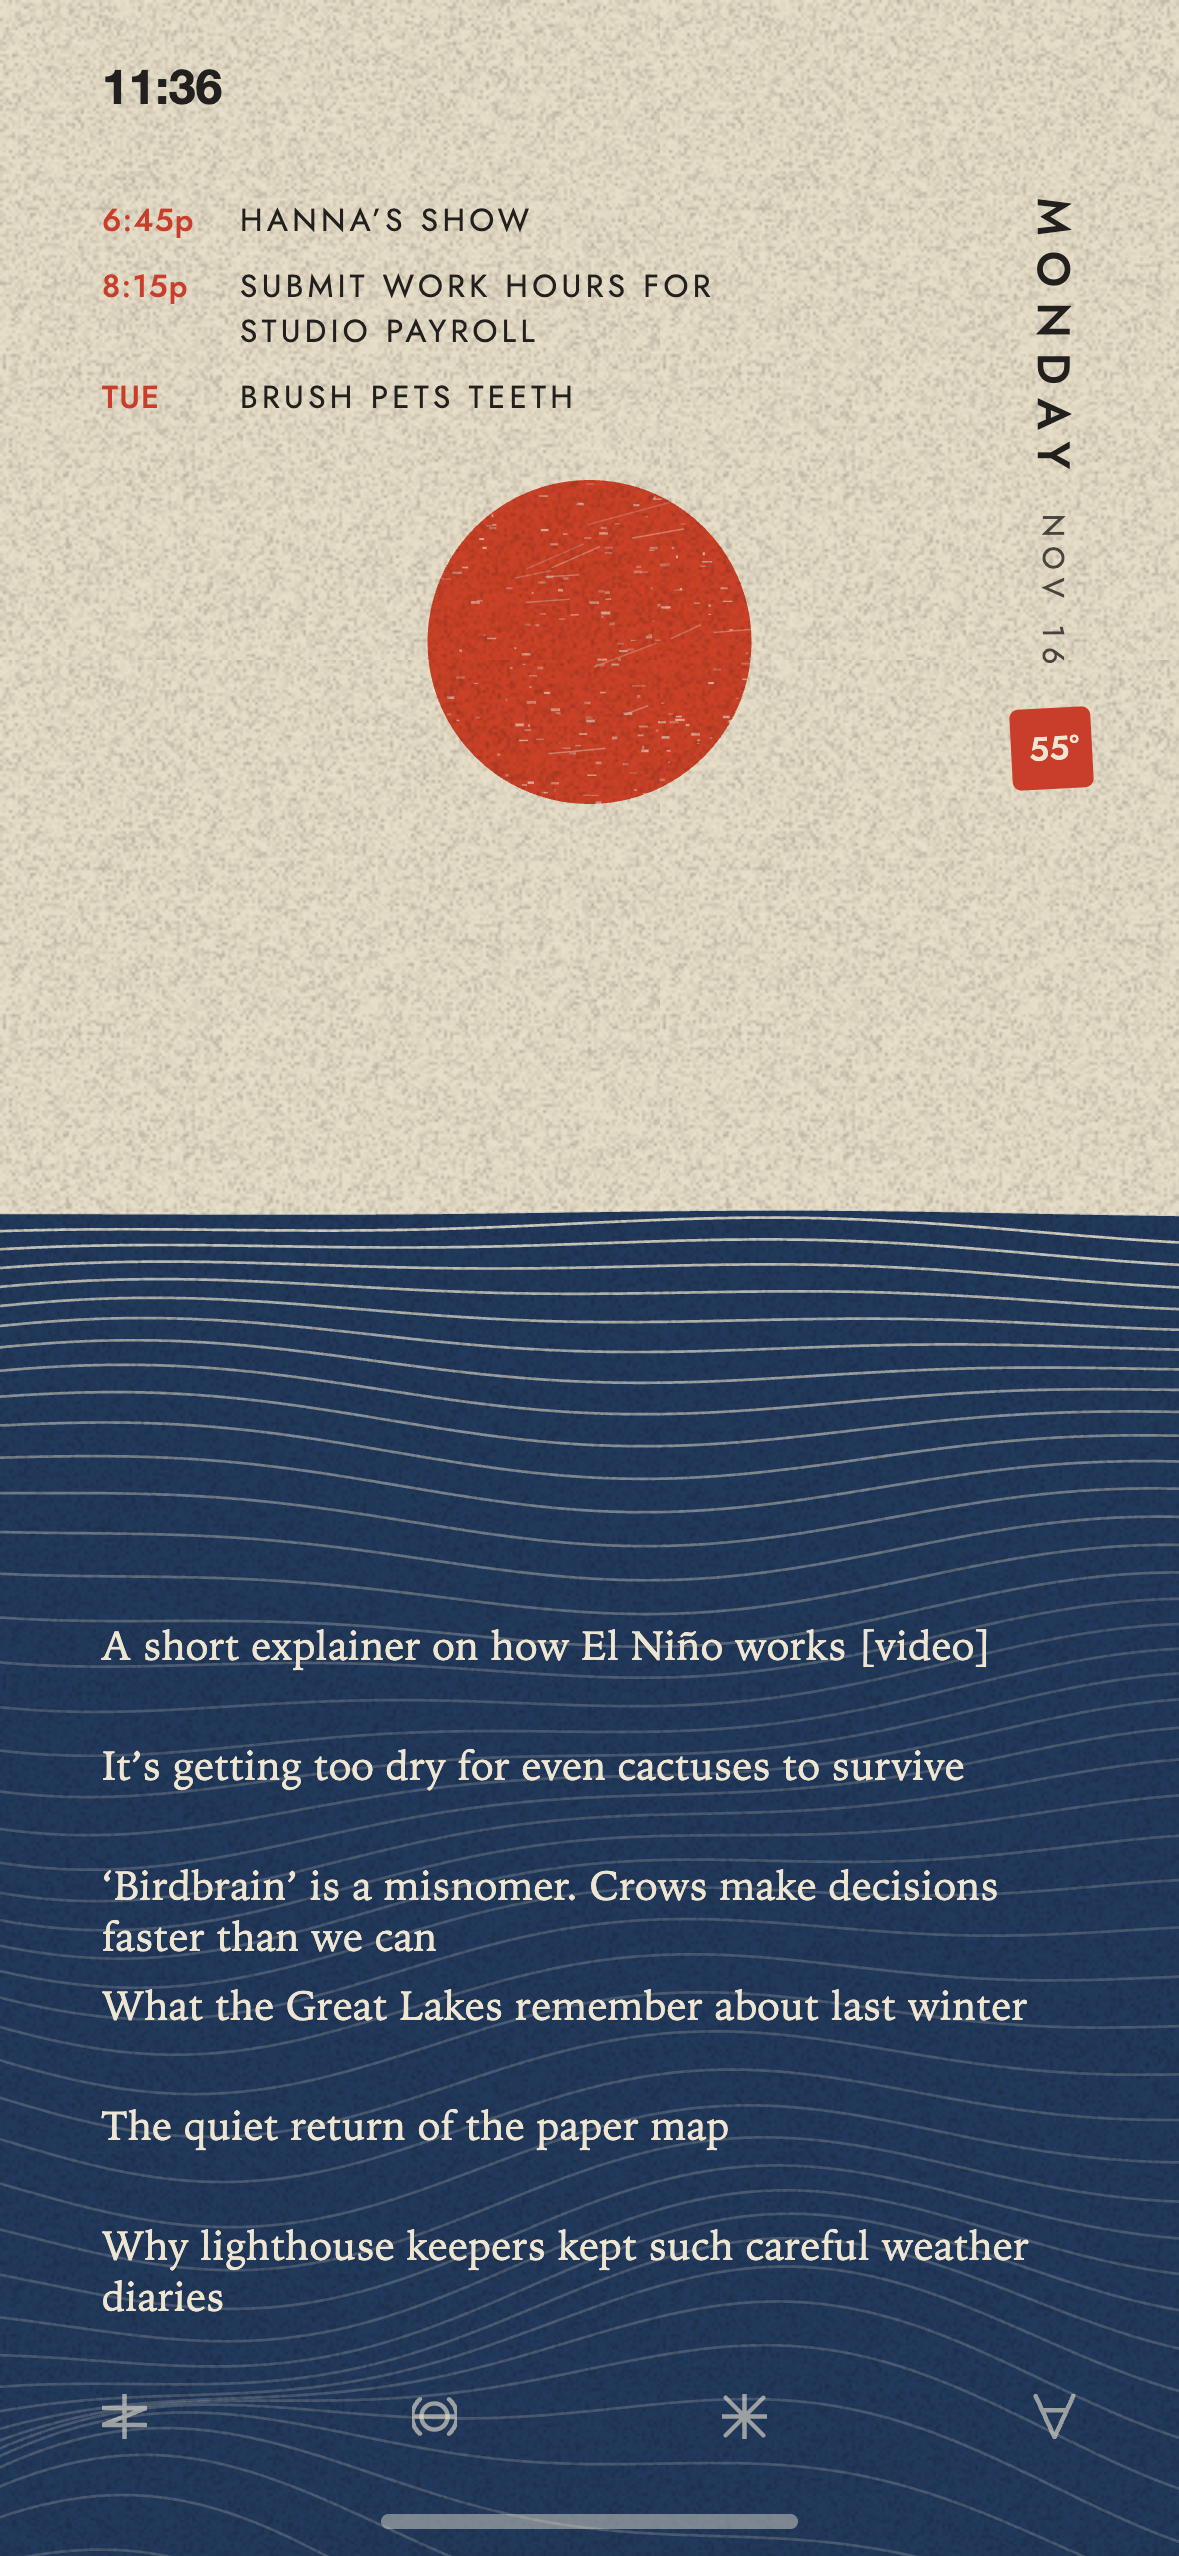 11:36
6:45p HANNA’S SHOW
8:15p SUBMIT WORK HOURS FOR
STUDIO PAYROLL
TUE BRUSH PETS TEETH
MONDAY NOV 16
55°
A short explainer on how El Niño works [video]
It’s getting too dry for even cactuses to survive
‘Birdbrain’ is a misnomer. Crows make decisions
faster than we can
What the Great Lakes remember about last winter
The quiet return of the paper map
Why lighthouse keepers kept such careful weather
diaries